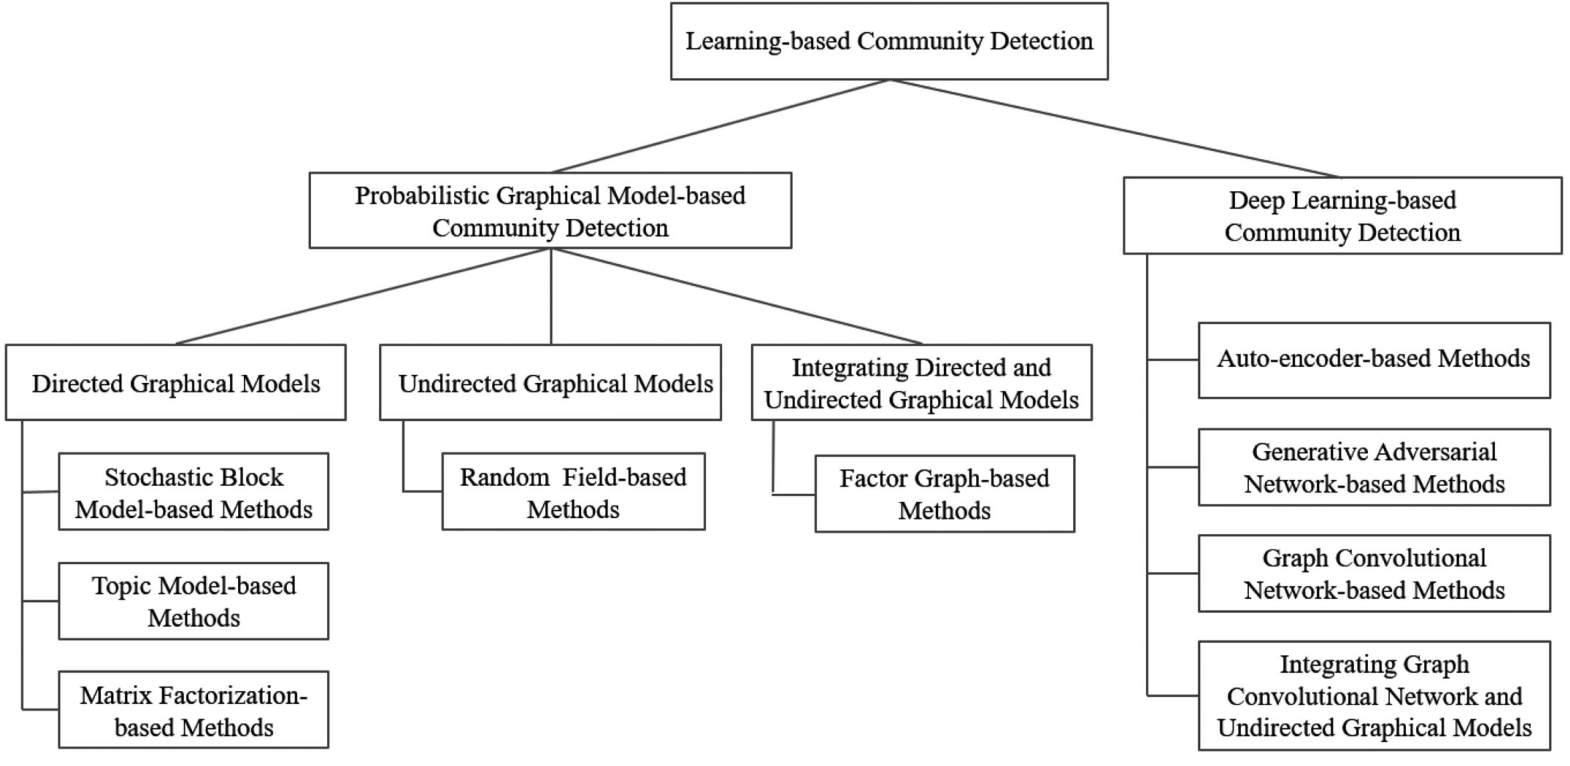 Learning-based Community Detection
Probabilistic Graphical Model-based
Community Detection
Deep Learning-based
Community Detection
Directed Graphical Models
Stochastic Block
Model-based Methods
Topic Model-based
Methods
Matrix Factorization-
based Methods
Undirected Graphical Models
Random Field-based
Methods
Integrating Directed and
Undirected Graphical Models
Factor Graph-based
Methods
Auto-encoder-based Methods
Generative Adversarial
Network-based Methods
Graph Convolutional
Network-based Methods
Integrating Graph
Convolutional Network and
Undirected Graphical Models